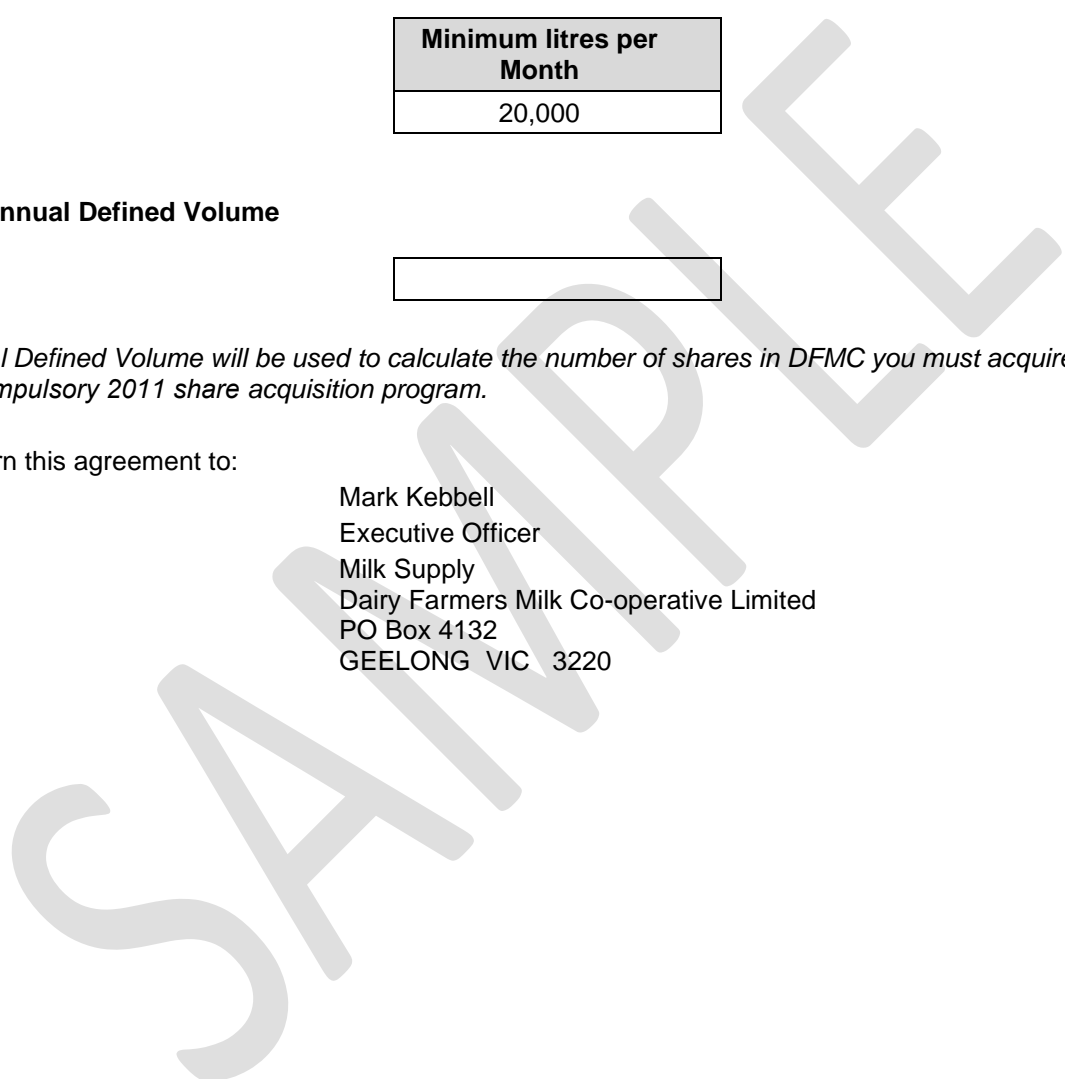 Minimum litres per
Month
20,000
nnual Defined Volume
l Defined Volume will be used to calculate the number of shares in DFMC you must acquire
mpulsory 2011 share acquisition program.
rn this agreement to:
Mark Kebbell
Executive Officer
Milk Supply
Dairy Farmers Milk Co-operative Limited
PO Box 4132
GEELONG VIC 3220
SAMPLE